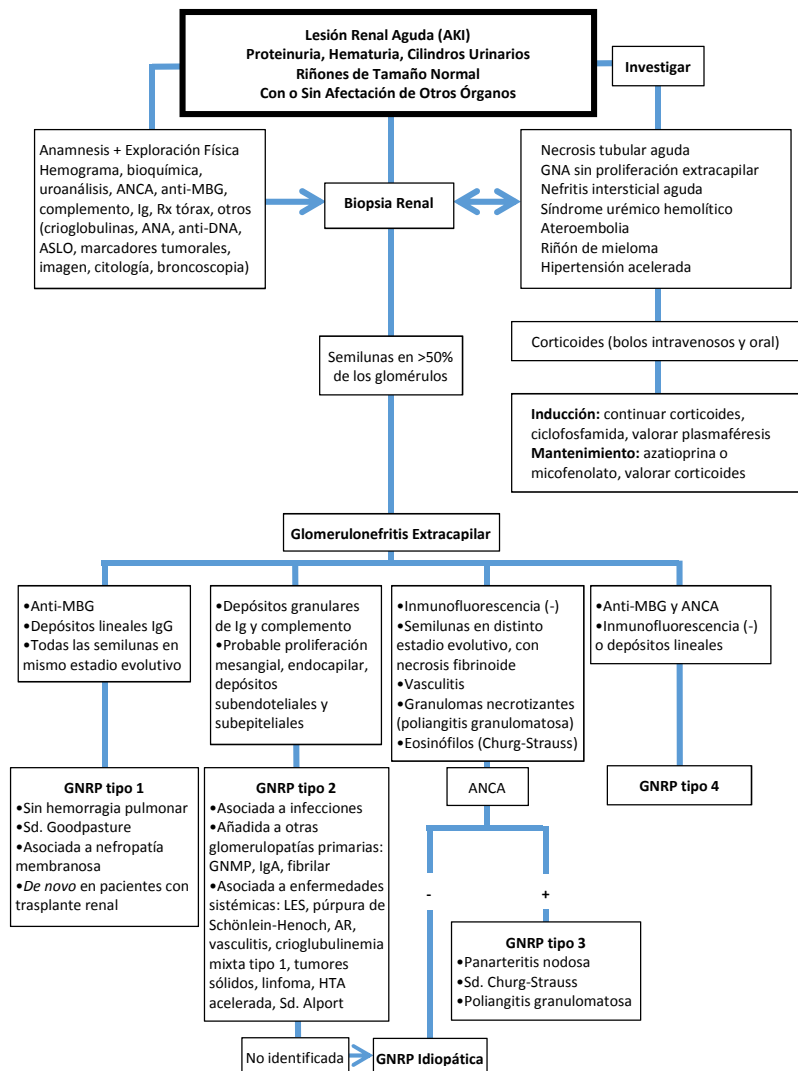 Lesión Renal Aguda (AKI)
Proteinuria, Hematuria, Cilindros Urinarios
Riñones de Tamaño Normal
Con o Sin Afectación de Otros Órganos
Investigar
Anamnesis + Exploración Física
Hemograma, bioquímica,
uroanálisis, ANCA, anti-MBG,
complemento, Ig, Rx tórax, otros
(crioglobulinas, ANA, anti-DNA,
ASLO, marcadores tumorales,
imagen, citología, broncoscopia)
Biopsia Renal
Necrosis tubular aguda
GNA sin proliferación extracapilar
Nefritis intersticial aguda
Síndrome urémico hemolítico
Ateroembolia
Riñón de mieloma
Hipertensión acelerada
Semilunas en >50%
de los glomérulos
Corticoides (bolos intravenosos y oral)
Inducción: continuar corticoides,
ciclofosfamida, valorar plasmaféresis
Mantenimiento: azatioprina o
micofenolato, valorar corticoides
Glomerulonefritis Extracapilar
•Anti-MBG
•Depósitos lineales IgG
•Todas las semilunas en
mismo estadio evolutivo
•Depósitos granulares
de Ig y complemento
•Probable proliferación
mesangial, endocapilar,
depósitos
subendoteliales y
subepiteliales
•Inmunofluorescencia (-)
•Semilunas en distinto
estadio evolutivo, con
necrosis fibrinoide
•Vasculitis
•Granulomas necrotizantes
(poliangitis granulomatosa)
•Eosinófilos (Churg-Strauss)
•Anti-MBG y ANCA
•Inmunofluorescencia (-)
o depósitos lineales
GNRP tipo 1
•Sin hemorragia pulmonar
•Sd. Goodpasture
•Asociada a nefropatía
membranosa
•De novo en pacientes con
trasplante renal
GNRP tipo 2
•Asociada a infecciones
•Añadida a otras
glomerulopatías primarias:
GNMP, IgA, fibrilar
•Asociada a enfermedades
sistémicas: LES, púrpura de
Schönlein-Henoch, AR,
vasculitis, crioglubulinemia
mixta tipo 1, tumores
sólidos, linfoma, HTA
acelerada, Sd. Alport
ANCA
GNRP tipo 4
-
+
GNRP tipo 3
•Panarteritis nodosa
•Sd. Churg-Strauss
•Poliangitis granulomatosa
No identificada
GNRP Idiopática